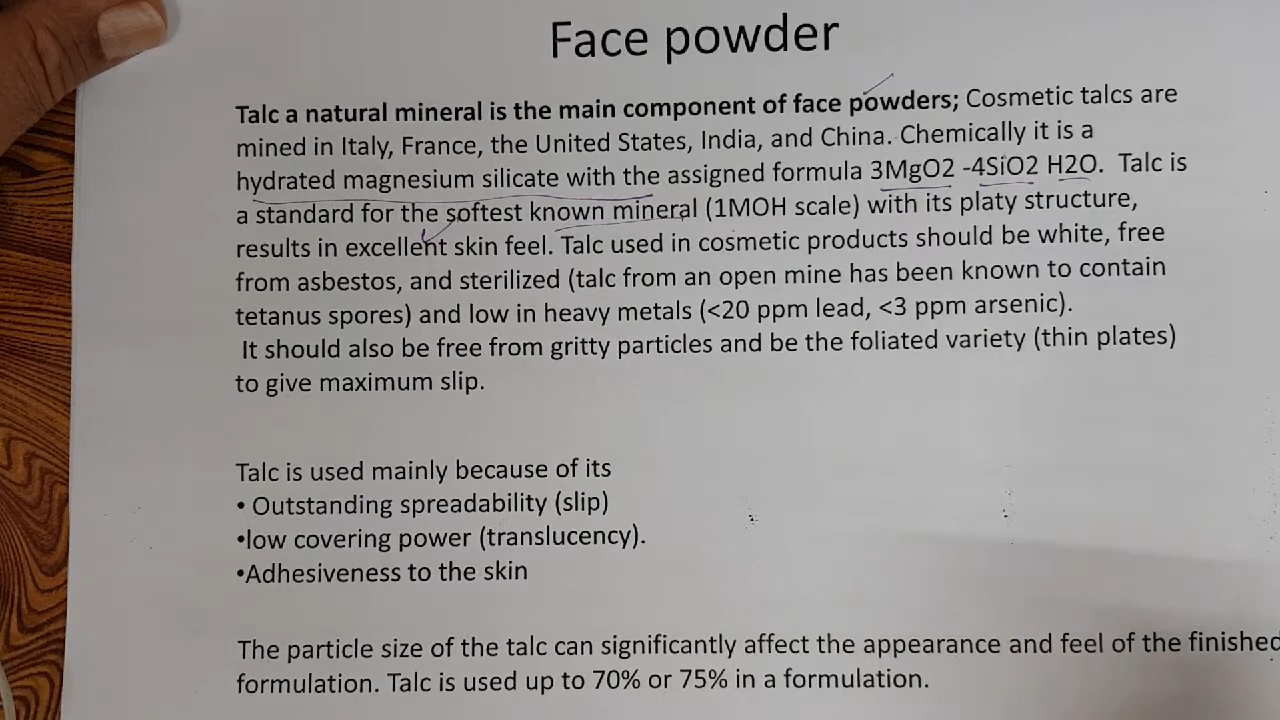 Face powder
Talc a natural mineral is the main component of face powders; Cosmetic talcs are
mined in Italy, France, the United States, India, and China. Chemically it is a
hydrated magnesium silicate with the assigned formula 3MgO2 -4SiO2 H2O.  Talc is
a standard for the softest known mineral (1MOH scale) with its platy structure,
results in excellent skin feel. Talc used in cosmetic products should be white, free
from asbestos, and sterilized (talc from an open mine has been known to contain
tetanus spores) and low in heavy metals (<20 ppm lead, <3 ppm arsenic).
It should also be free from gritty particles and be the foliated variety (thin plates)
to give maximum slip.
Talc is used mainly because of its
• Outstanding spreadability (slip)
•low covering power (translucency).
•Adhesiveness to the skin
The particle size of the talc can significantly affect the appearance and feel of the finished
formulation. Talc is used up to 70% or 75% in a formulation.